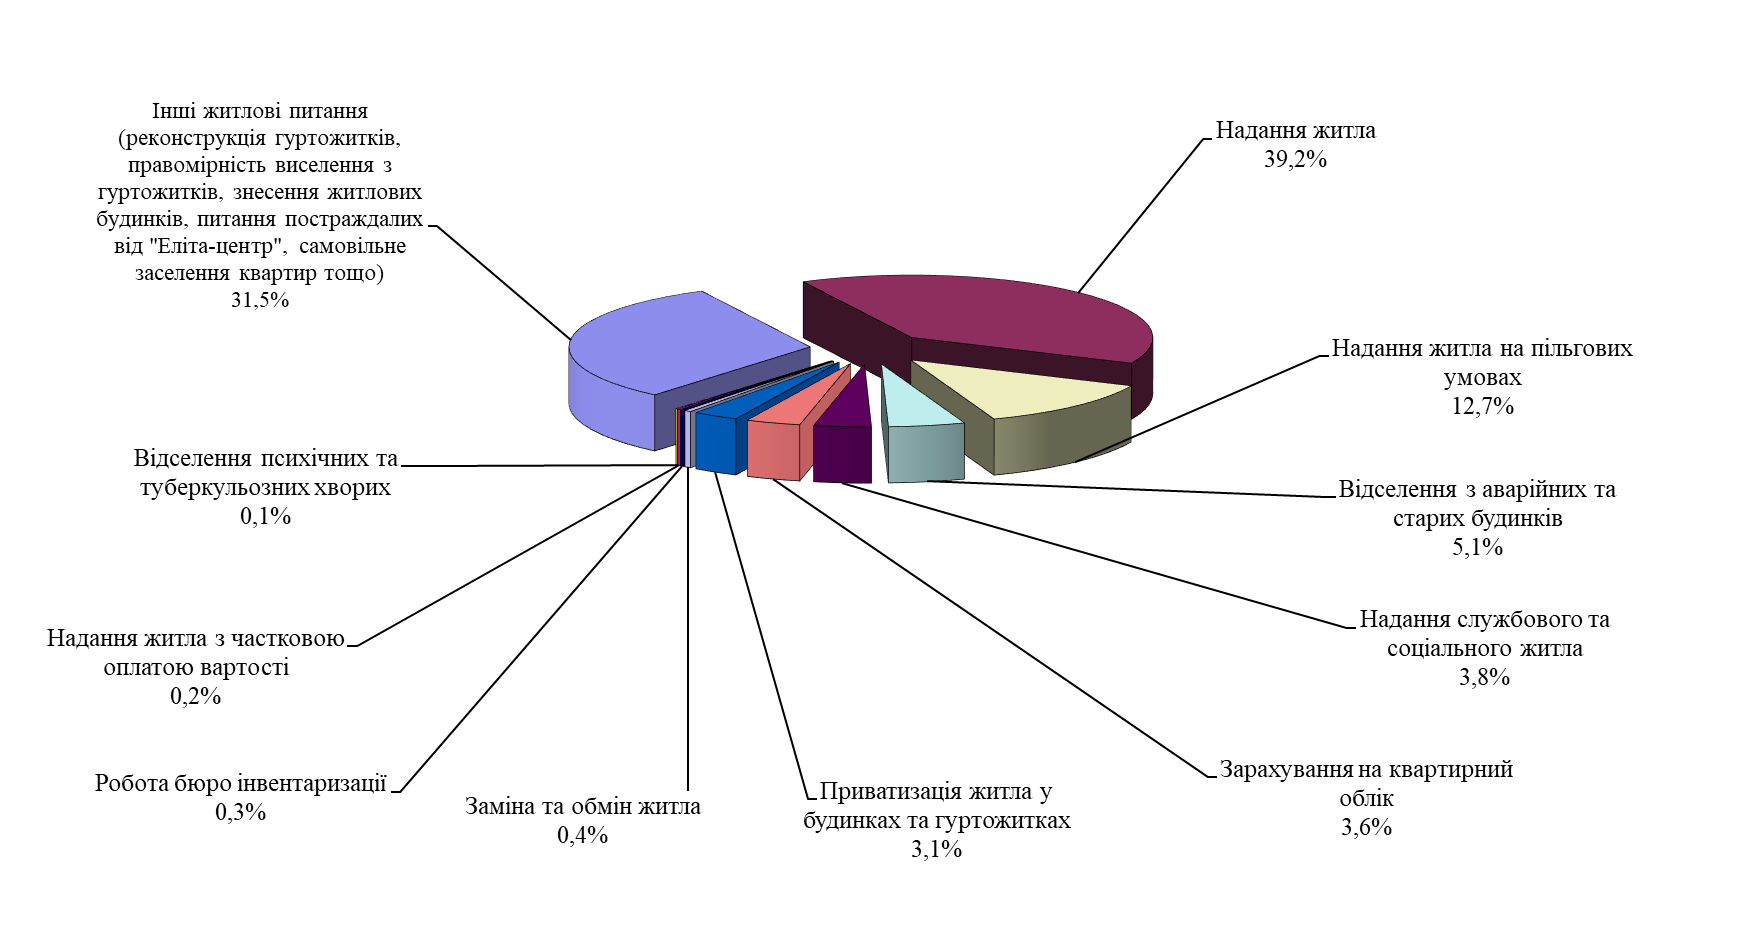 Інші житлові питання
(реконструкція гуртожитків,
правомірність виселення з
гуртожитків, знесення житлових
будинків, питання постраждалих
від "Еліта-центр", самовільне
заселення квартир тощо)
31,5%
Надання житла
39,2%
Надання житла на пільгових
умовах
12,7%
Відселення з аварійних та
старих будинків
5,1%
Надання службового та
соціального житла
3,8%
Зарахування на квартирний
облік
3,6%
Приватизація житла у
будинках та гуртожитках
3,1%
Заміна та обмін житла
0,4%
Робота бюро інвентаризації
0,3%
Надання житла з частковою
оплатою вартості
0,2%
Відселення психічних та
туберкульозних хворих
0,1%